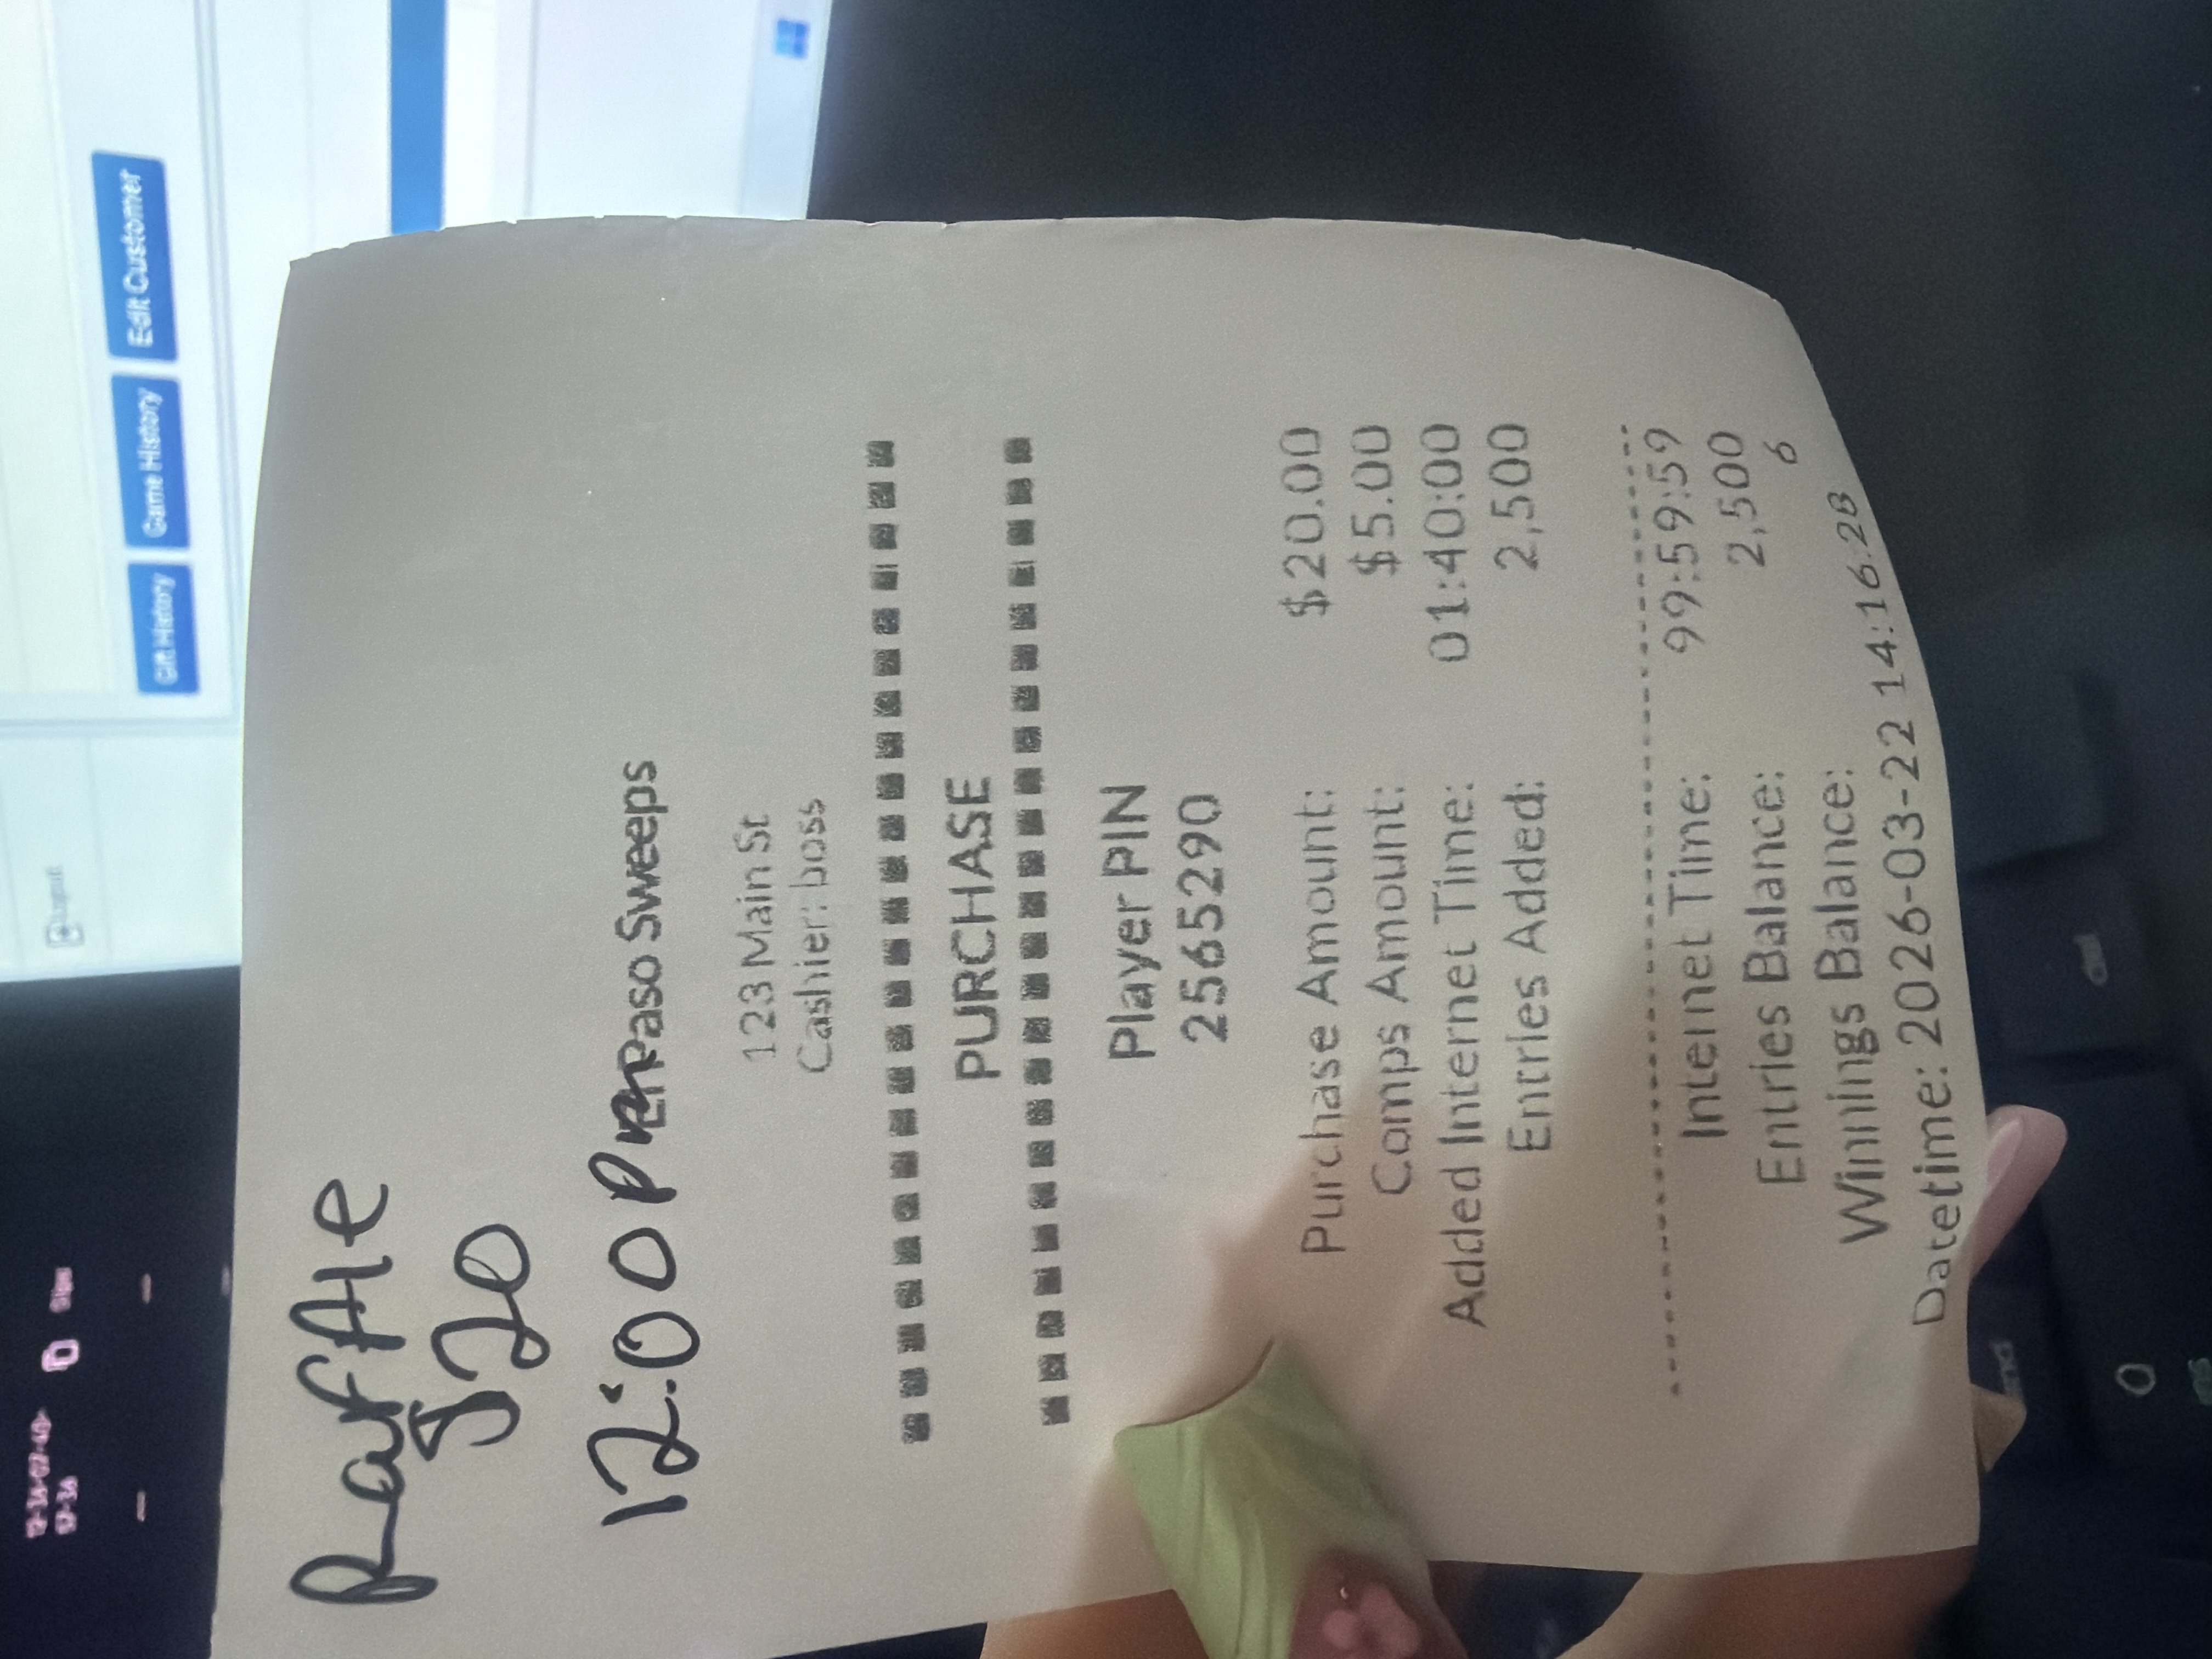 Raffle
$20
12:00 Pm
El Paso Sweeps
123 Main St
Cashier: boss
PURCHASE
Player PIN
2565290
Purchase Amount: $20.00
Comps Amount: $5.00
Added Internet Time: 01:40:00
Entries Added: 2,500
Internet Time: 99:59:59
Entries Balance: 2,500
Winnings Balance: 6
Datetime: 2026-03-22 14:16:28
Gift History
Game History
Edit Customer